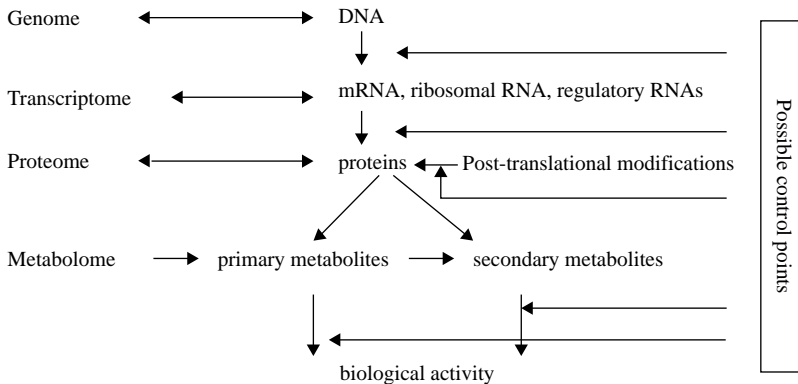 Genome DNA
Transcriptome mRNA, ribosomal RNA, regulatory RNAs
Proteome proteins Post-translational modifications
Metabolome primary metabolites secondary metabolites
biological activity
Possible control points